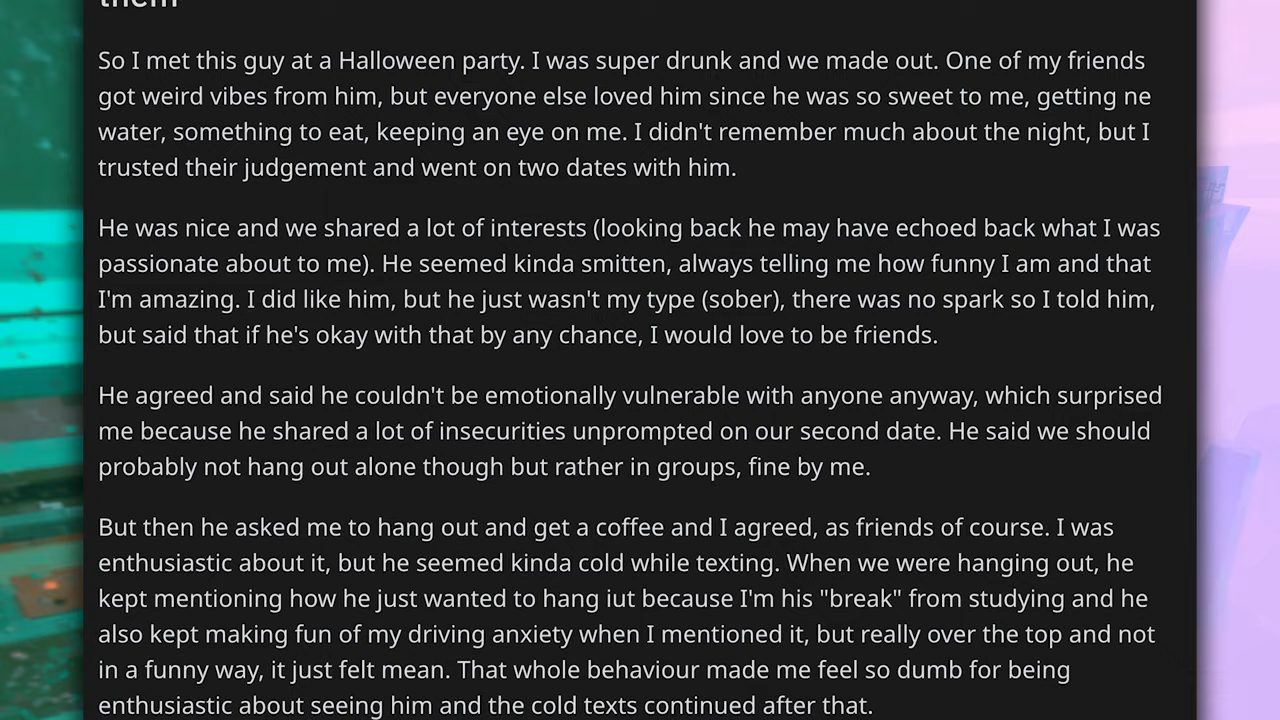 them
So I met this guy at a Halloween party. I was super drunk and we made out. One of my friends
got weird vibes from him, but everyone else loved him since he was so sweet to me, getting ne
water, something to eat, keeping an eye on me. I didn't remember much about the night, but I
trusted their judgement and went on two dates with him.
He was nice and we shared a lot of interests (looking back he may have echoed back what I was
passionate about to me). He seemed kinda smitten, always telling me how funny I am and that
I'm amazing. I did like him, but he just wasn't my type (sober), there was no spark so I told him,
but said that if he's okay with that by any chance, I would love to be friends.
He agreed and said he couldn't be emotionally vulnerable with anyone anyway, which surprised
me because he shared a lot of insecurities unprompted on our second date. He said we should
probably not hang out alone though but rather in groups, fine by me.
But then he asked me to hang out and get a coffee and I agreed, as friends of course. I was
enthusiastic about it, but he seemed kinda cold while texting. When we were hanging out, he
kept mentioning how he just wanted to hang iut because I'm his "break" from studying and he
also kept making fun of my driving anxiety when I mentioned it, but really over the top and not
in a funny way, it just felt mean. That whole behaviour made me feel so dumb for being
enthusiastic about seeing him and the cold texts continued after that.